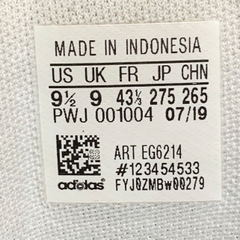 MADE IN INDONESIA
US UK FR JP CHN
9½ 9 43⅓ 275 265
PWJ 001004 07/19
ART EG6214
#123454533
adidas FYJ0ZMBw00279